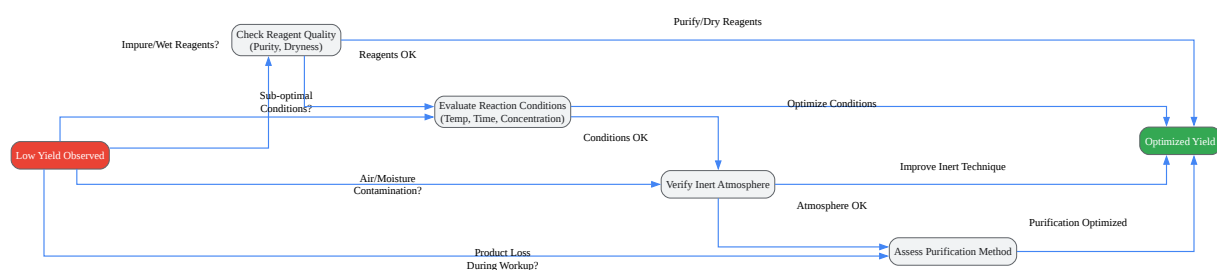 Purify/Dry Reagents
Check Reagent Quality
(Purity, Dryness)
Impure/Wet Reagents?
Reagents OK
Sub-optimal
Conditions?
Evaluate Reaction Conditions
(Temp, Time, Concentration)
Optimize Conditions
Conditions OK
Optimized Yield
Low Yield Observed
Air/Moisture
Contamination?
Improve Inert Technique
Verify Inert Atmosphere
Atmosphere OK
Purification Optimized
Product Loss
During Workup?
Assess Purification Method